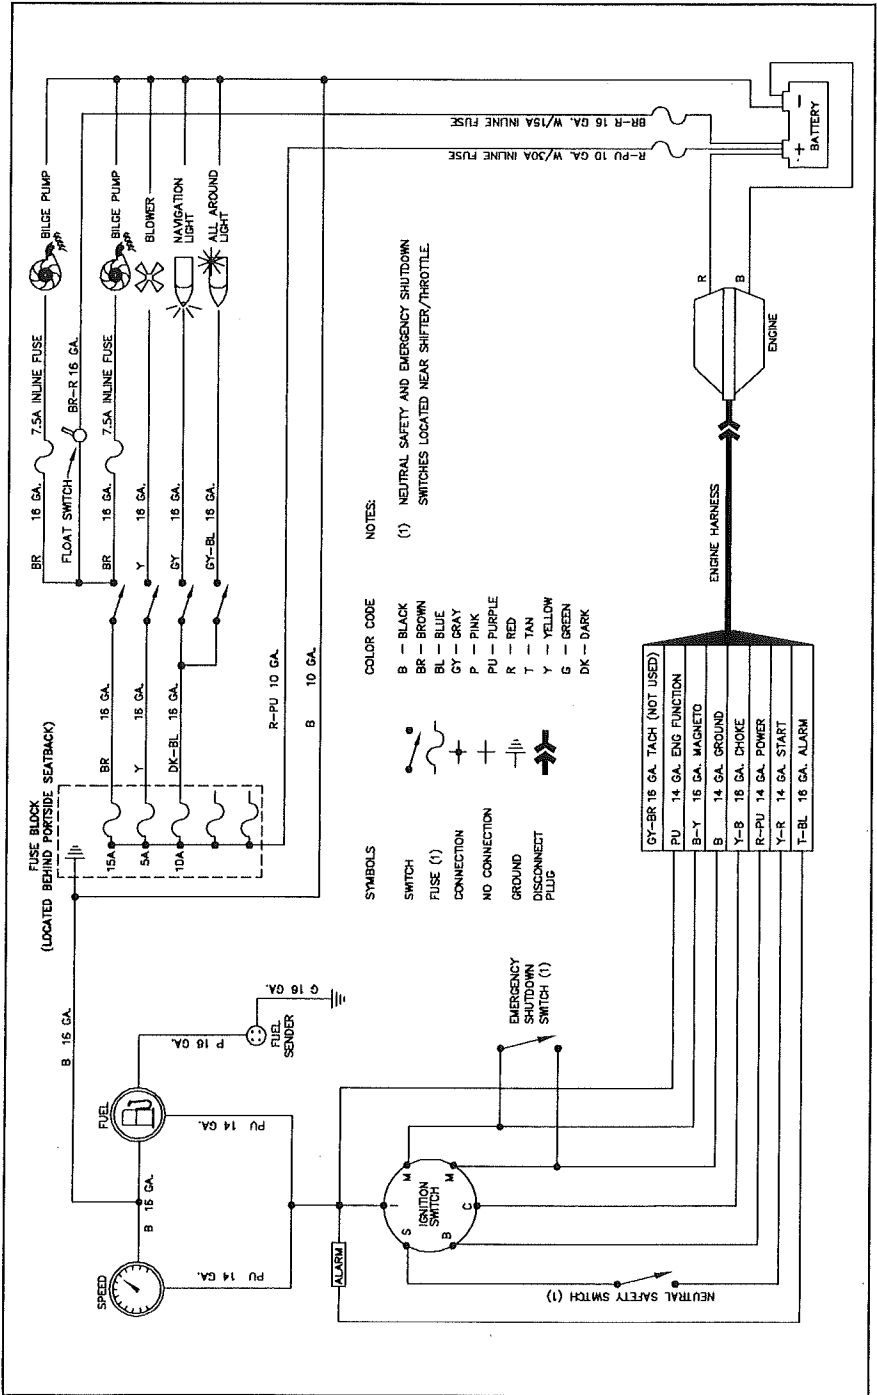 FUSE BLOCK
(LOCATED BEHIND PORTSIDE SEATBACK)
15A
5A
10A
BR 16 GA.
Y 16 GA.
DK-BL 16 GA.
R-PU 10 GA.
B 10 GA.
BR 16 GA. 7.5A INLINE FUSE
FLOAT SWITCH
BR-R 16 GA.
BR 16 GA. 7.5A INLINE FUSE
Y 16 GA.
GY 16 GA.
GY-BL 16 GA.
BILGE PUMP
BILGE PUMP
BLOWER
NAVIGATION
LIGHT
ALL AROUND
LIGHT
BR-R 16 GA. W/15A INLINE FUSE
R-PU 10 GA. W/30A INLINE FUSE
-
+
BATTERY
SPEED
FUEL
B 16 GA.
B 16 GA.
PU 14 GA.
PU 14 GA.
P 16 GA.
FUEL
SENDER
G 16 GA.
SYMBOLS
SWITCH
FUSE (1)
CONNECTION
NO CONNECTION
GROUND
DISCONNECT
PLUG
COLOR CODE
B - BLACK
BR - BROWN
BL - BLUE
GY - GRAY
P - PINK
PU - PURPLE
R - RED
T - TAN
Y - YELLOW
G - GREEN
DK - DARK
NOTES:
(1) NEUTRAL SAFETY AND EMERGENCY SHUTDOWN
SWITCHES LOCATED NEAR SHIFTER/THROTTLE.
ALARM
I
IGNITION
SWITCH
S
M
M
B
C
EMERGENCY
SHUTDOWN
SWITCH (1)
NEUTRAL SAFETY SWITCH (1)
GY-BR 16 GA. TACH (NOT USED)
PU 14 GA. ENG FUNCTION
B-Y 16 GA. MAGNETO
B 14 GA. GROUND
Y-B 16 GA. CHOKE
R-PU 14 GA. POWER
Y-R 14 GA. START
T-BL 16 GA. ALARM
ENGINE HARNESS
ENGINE
R
B